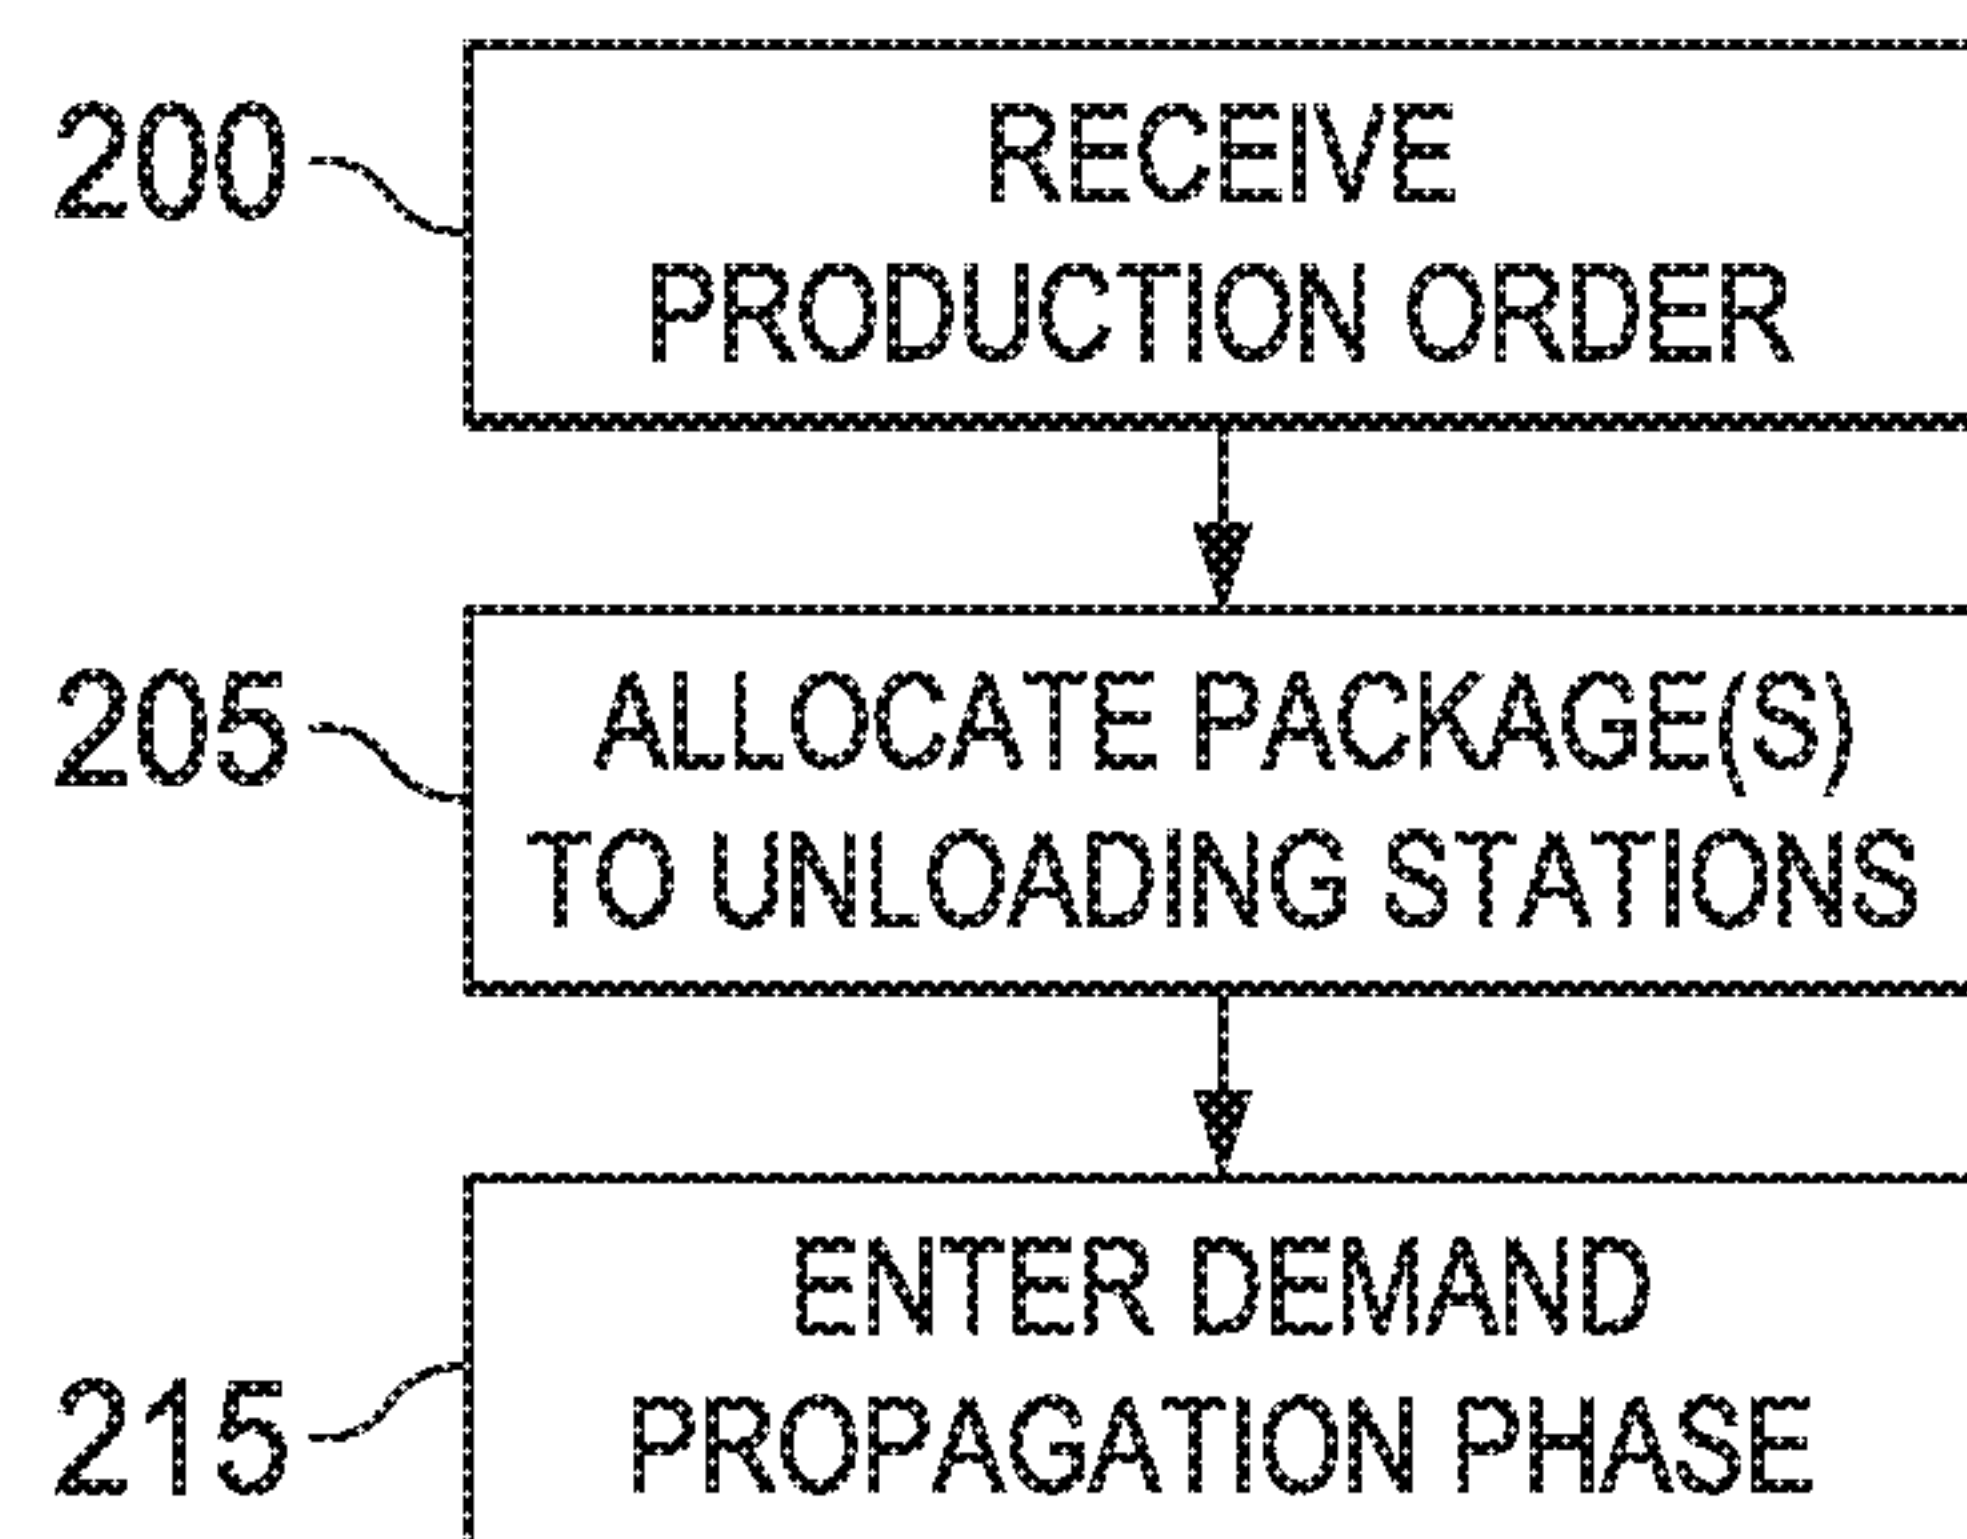 200
RECEIVE
PRODUCTION ORDER
205
ALLOCATE PACKAGE(S)
TO UNLOADING STATIONS
215
ENTER DEMAND
PROPAGATION PHASE